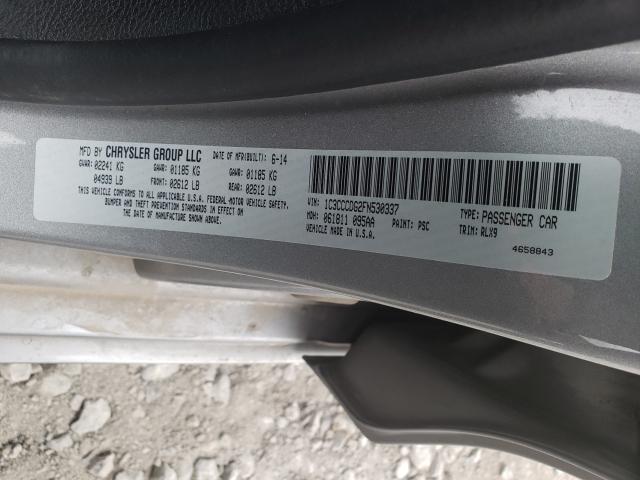 MFD BY CHRYSLER GROUP LLC DATE OF MFR(BUILT): 6-14
GVWR: 02241 KG GAWR: 01185 KG GAWR: 01185 KG
04939 LB FRONT: 02612 LB REAR: 02612 LB
THIS VEHICLE CONFORMS TO ALL APPLICABLE U.S.A. FEDERAL MOTOR VEHICLE SAFETY,
BUMPER AND THEFT PREVENTION STANDARDS IN EFFECT ON
THE DATE OF MANUFACTURE SHOWN ABOVE.
VIN: 1C3CCCDG2FN530337 TYPE: PASSENGER CAR
MDH: 061811 095AA PAINT: PSC TRIM: RLX9
VEHICLE MADE IN U.S.A.
4658843